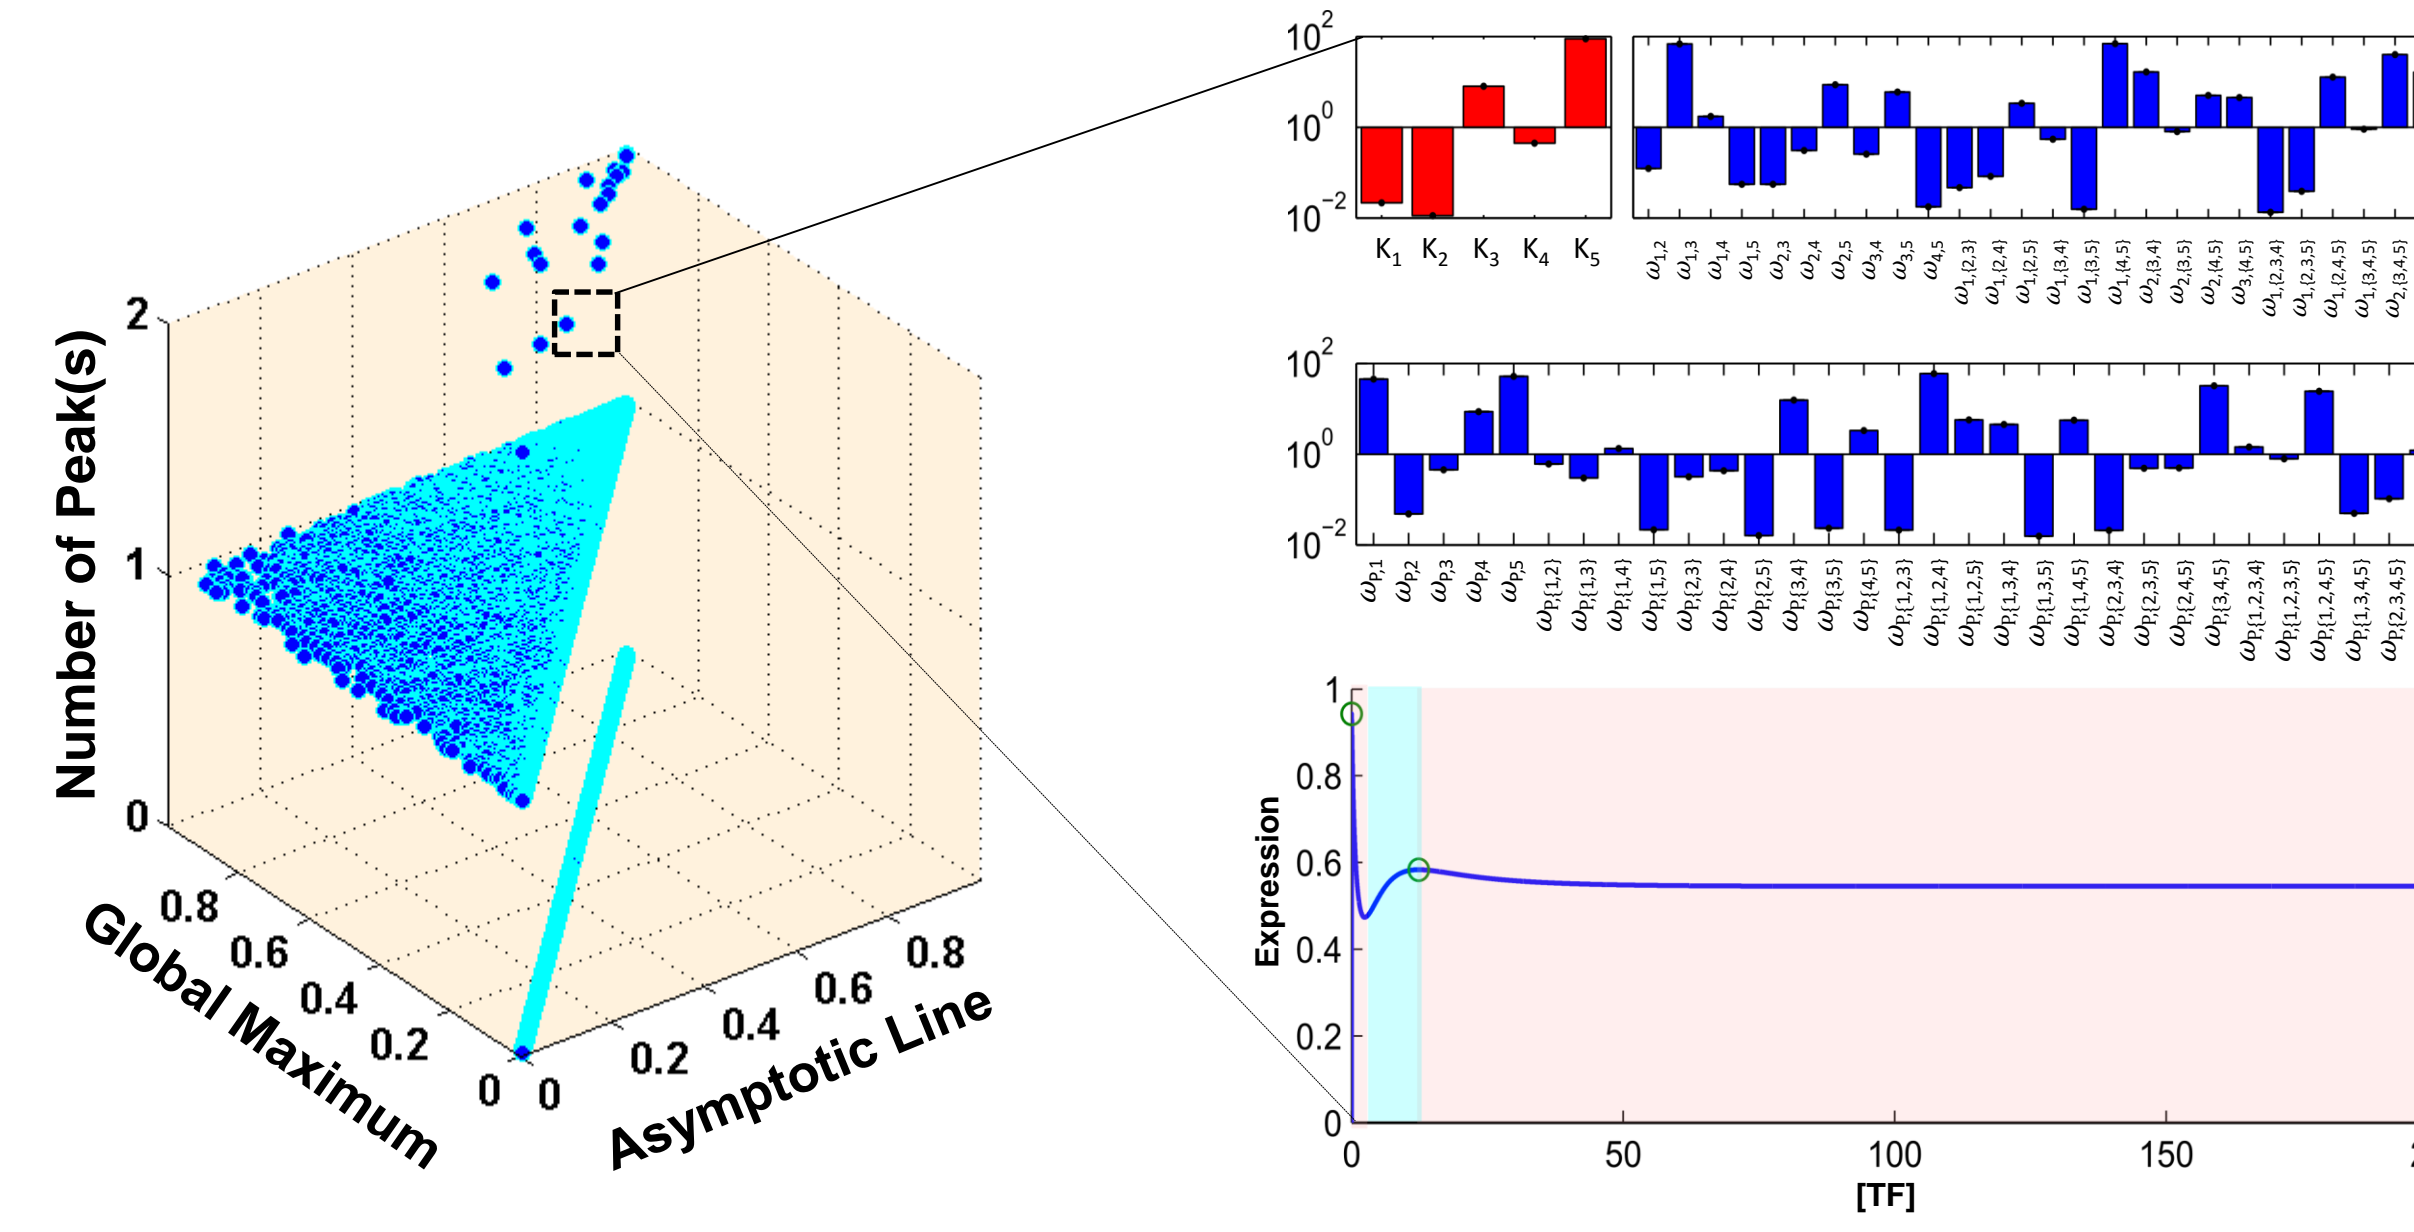 Number of Peak(s)
2
1
0
0.8
0.6
0.4
0.2
0
Global Maximum
0
0.2
0.4
0.6
0.8
Asymptotic Line
10²
10⁰
10⁻²
K₁ K₂ K₃ K₄ K₅
ω1,2 ω1,3 ω1,4 ω1,5 ω2,3 ω2,4 ω2,5 ω3,4 ω3,5 ω4,5 ω1,{2,3} ω1,{2,4} ω1,{2,5} ω1,{3,4} ω1,{3,5} ω1,{4,5} ω2,{3,4} ω2,{3,5} ω2,{4,5} ω3,{4,5} ω1,{2,3,4} ω1,{2,3,5} ω1,{2,4,5} ω1,{3,4,5} ω2,{3,4,5}
10²
10⁰
10⁻²
ωP,1 ωP,2 ωP,3 ωP,4 ωP,5 ωP,{1,2} ωP,{1,3} ωP,{1,4} ωP,{1,5} ωP,{2,3} ωP,{2,4} ωP,{2,5} ωP,{3,4} ωP,{3,5} ωP,{4,5} ωP,{1,2,3} ωP,{1,2,4} ωP,{1,2,5} ωP,{1,3,4} ωP,{1,3,5} ωP,{1,4,5} ωP,{2,3,4} ωP,{2,3,5} ωP,{2,4,5} ωP,{3,4,5} ωP,{1,2,3,4} ωP,{1,2,3,5} ωP,{1,2,4,5} ωP,{1,3,4,5} ωP,{2,3,4,5}
Expression
1
0.8
0.6
0.4
0.2
0
0 50 100 150
[TF]